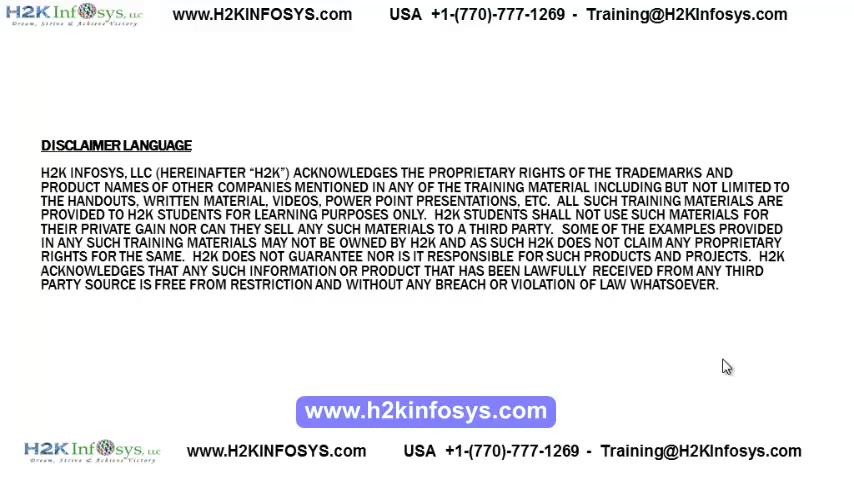 H2K Infosys, LLC
Dream, Strive & Achieve Victory
www.H2KINFOSYS.com USA +1-(770)-777-1269 - Training@H2KInfosys.com
DISCLAIMER LANGUAGE
H2K INFOSYS, LLC (HEREINAFTER “H2K”) ACKNOWLEDGES THE PROPRIETARY RIGHTS OF THE TRADEMARKS AND
PRODUCT NAMES OF OTHER COMPANIES MENTIONED IN ANY OF THE TRAINING MATERIAL INCLUDING BUT NOT LIMITED TO
THE HANDOUTS, WRITTEN MATERIAL, VIDEOS, POWER POINT PRESENTATIONS, ETC. ALL SUCH TRAINING MATERIALS ARE
PROVIDED TO H2K STUDENTS FOR LEARNING PURPOSES ONLY. H2K STUDENTS SHALL NOT USE SUCH MATERIALS FOR
THEIR PRIVATE GAIN NOR CAN THEY SELL ANY SUCH MATERIALS TO A THIRD PARTY. SOME OF THE EXAMPLES PROVIDED
IN ANY SUCH TRAINING MATERIALS MAY NOT BE OWNED BY H2K AND AS SUCH H2K DOES NOT CLAIM ANY PROPRIETARY
RIGHTS FOR THE SAME. H2K DOES NOT GUARANTEE NOR IS IT RESPONSIBLE FOR SUCH PRODUCTS AND PROJECTS. H2K
ACKNOWLEDGES THAT ANY SUCH INFORMATION OR PRODUCT THAT HAS BEEN LAWFULLY RECEIVED FROM ANY THIRD
PARTY SOURCE IS FREE FROM RESTRICTION AND WITHOUT ANY BREACH OR VIOLATION OF LAW WHATSOEVER.
www.h2kinfosys.com
H2K Infosys, LLC
Dream, Strive & Achieve Victory
www.H2KINFOSYS.com USA +1-(770)-777-1269 - Training@H2KInfosys.com